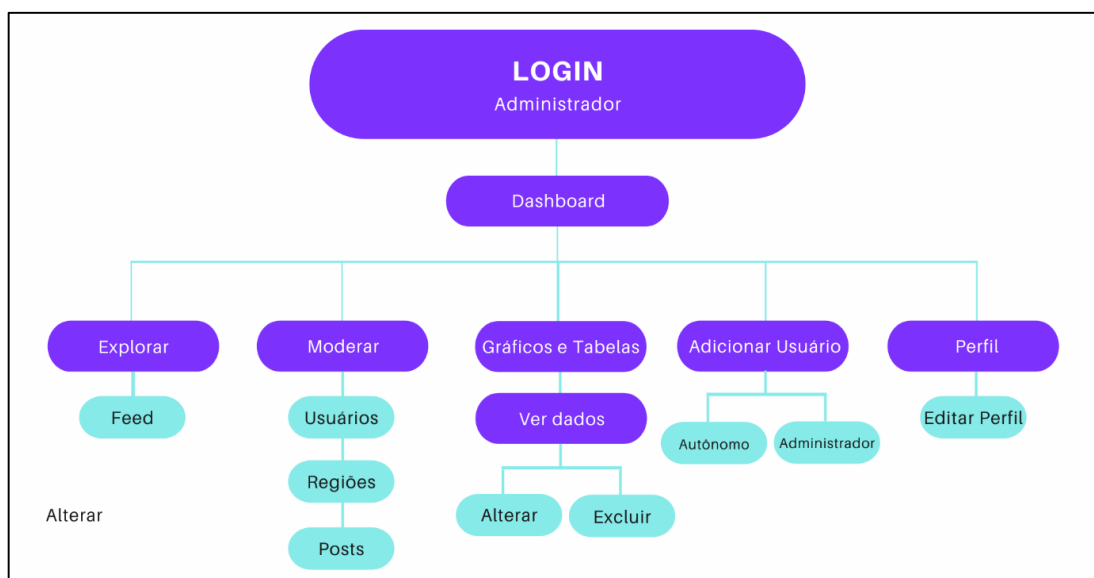 LOGIN
Administrador
Dashboard
Explorar
Moderar
Gráficos e Tabelas
Adicionar Usuário
Perfil
Feed
Usuários
Ver dados
Autônomo
Administrador
Editar Perfil
Regiões
Alterar
Alterar
Excluir
Posts